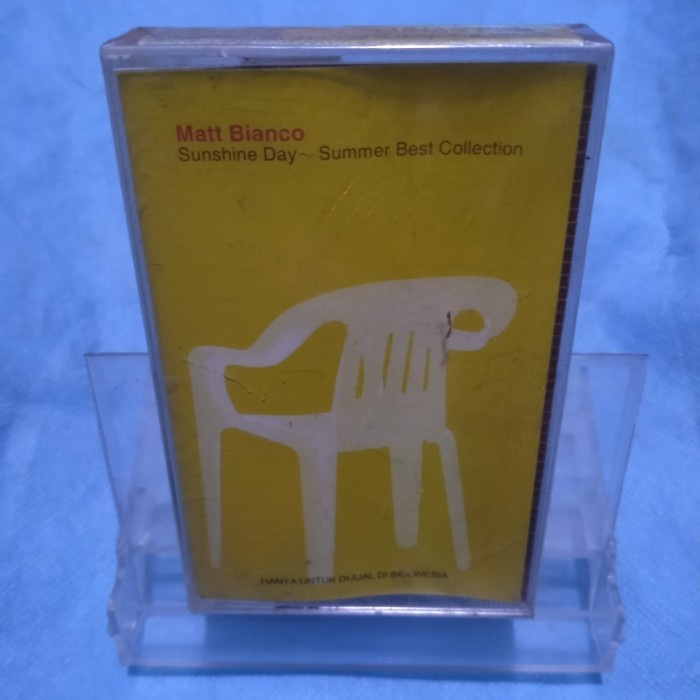 Matt Bianco
Sunshine Day~Summer Best Collection
HANYA UNTUK DIJUAL DI INDONESIA